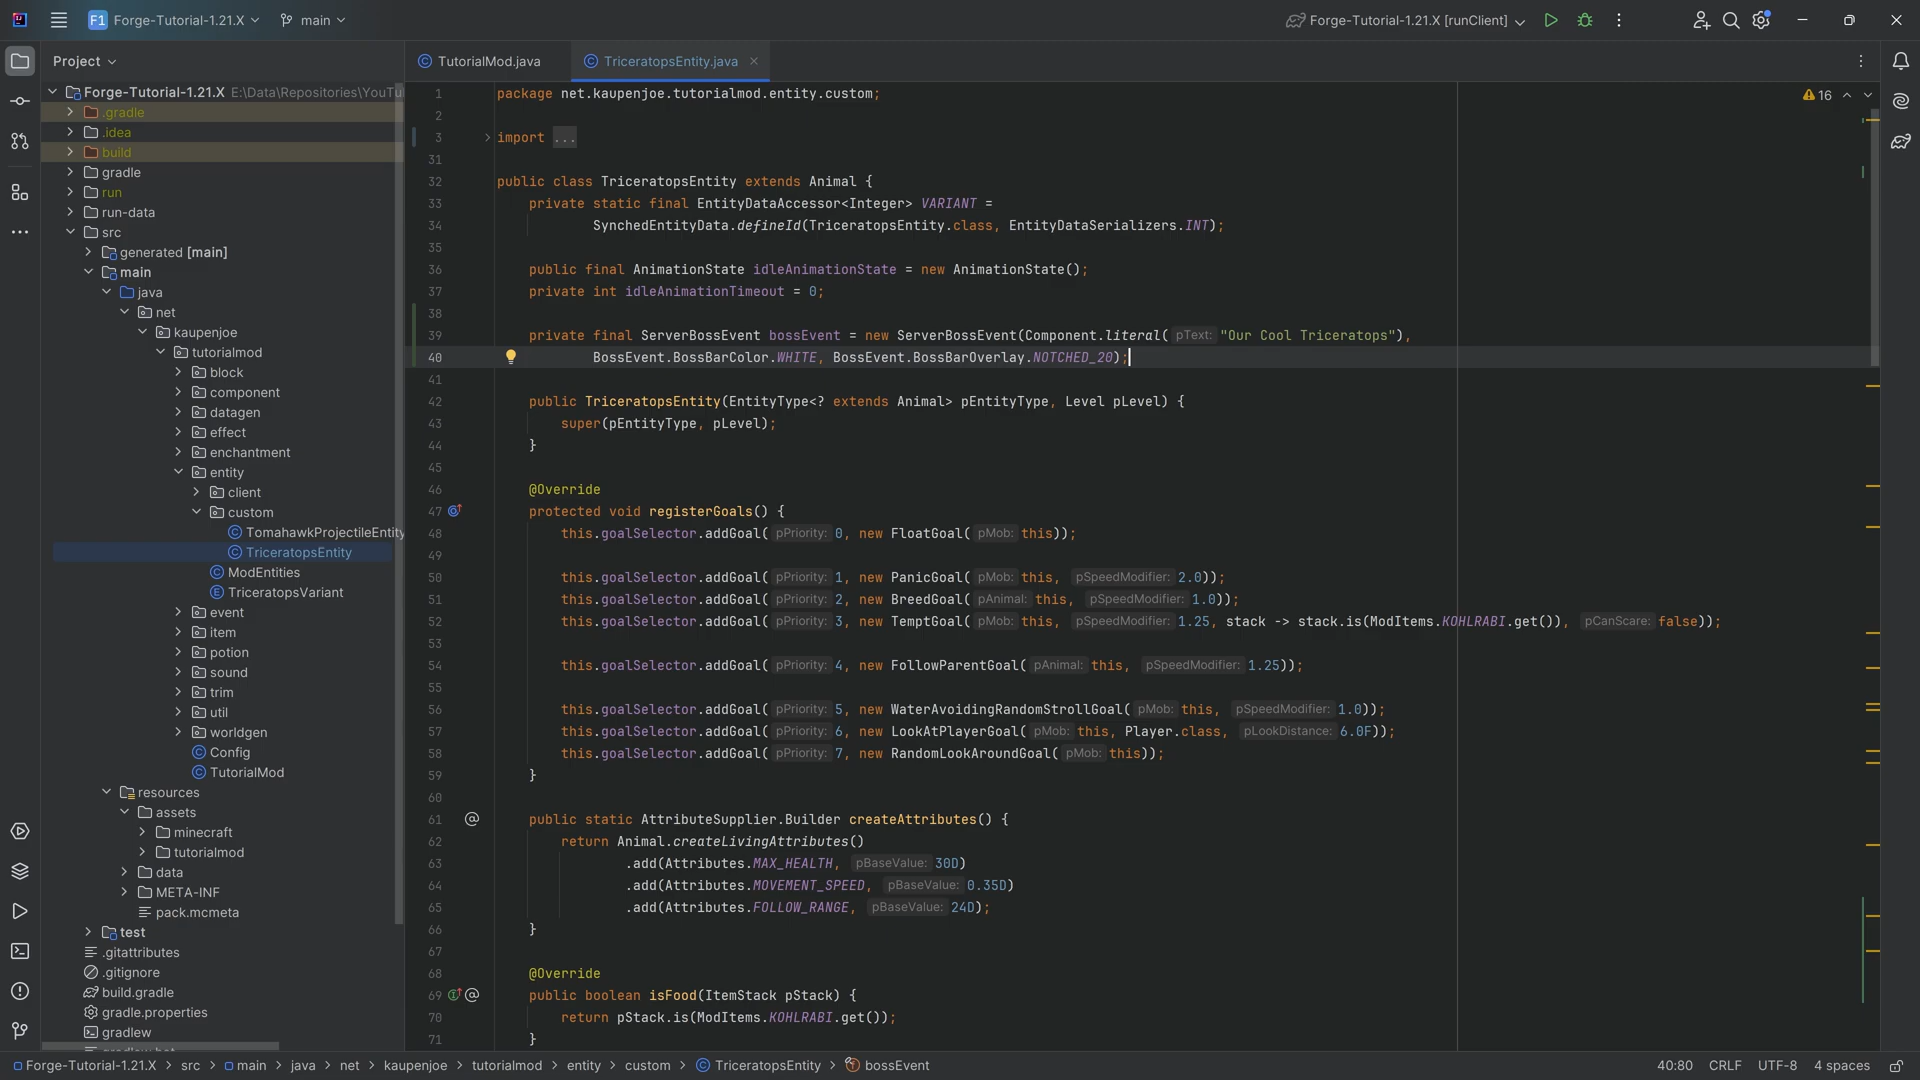 F1 Forge-Tutorial-1.21.X main Forge-Tutorial-1.21.X [runClient]
Project
TutorialMod.java TriceratopsEntity.java
Forge-Tutorial-1.21.X E:\Data\Repositories\YouTu
.gradle
.idea
build
gradle
run
run-data
src
generated [main]
main
java
net
kaupenjoe
tutorialmod
block
component
datagen
effect
enchantment
entity
client
custom
TomahawkProjectileEntity
TriceratopsEntity
ModEntities
TriceratopsVariant
event
item
potion
sound
trim
util
worldgen
Config
TutorialMod
resources
assets
minecraft
tutorialmod
data
META-INF
pack.mcmeta
test
.gitattributes
.gitignore
build.gradle
gradle.properties
gradlew
16
1 package net.kaupenjoe.tutorialmod.entity.custom;
2
3 import ...
31
32 public class TriceratopsEntity extends Animal {
33 private static final EntityDataAccessor<Integer> VARIANT =
34 SynchedEntityData.defineId(TriceratopsEntity.class, EntityDataSerializers.INT);
35
36 public final AnimationState idleAnimationState = new AnimationState();
37 private int idleAnimationTimeout = 0;
38
39 private final ServerBossEvent bossEvent = new ServerBossEvent(Component.literal( pText: "Our Cool Triceratops"),
40 BossEvent.BossBarColor.WHITE, BossEvent.BossBarOverlay.NOTCHED_20);
41
42 public TriceratopsEntity(EntityType<? extends Animal> pEntityType, Level pLevel) {
43 super(pEntityType, pLevel);
44 }
45
46 @Override
47 protected void registerGoals() {
48 this.goalSelector.addGoal( pPriority: 0, new FloatGoal( pMob: this));
49
50 this.goalSelector.addGoal( pPriority: 1, new PanicGoal( pMob: this, pSpeedModifier: 2.0));
51 this.goalSelector.addGoal( pPriority: 2, new BreedGoal( pAnimal: this, pSpeedModifier: 1.0));
52 this.goalSelector.addGoal( pPriority: 3, new TemptGoal( pMob: this, pSpeedModifier: 1.25, stack -> stack.is(ModItems.KOHLRABI.get()), pCanScare: false));
53
54 this.goalSelector.addGoal( pPriority: 4, new FollowParentGoal( pAnimal: this, pSpeedModifier: 1.25));
55
56 this.goalSelector.addGoal( pPriority: 5, new WaterAvoidingRandomStrollGoal( pMob: this, pSpeedModifier: 1.0));
57 this.goalSelector.addGoal( pPriority: 6, new LookAtPlayerGoal( pMob: this, Player.class, pLookDistance: 6.0F));
58 this.goalSelector.addGoal( pPriority: 7, new RandomLookAroundGoal( pMob: this));
59 }
60
61 public static AttributeSupplier.Builder createAttributes() {
62 return Animal.createLivingAttributes()
63 .add(Attributes.MAX_HEALTH, pBaseValue: 30D)
64 .add(Attributes.MOVEMENT_SPEED, pBaseValue: 0.35D)
65 .add(Attributes.FOLLOW_RANGE, pBaseValue: 24D);
66 }
67
68 @Override
69 public boolean isFood(ItemStack pStack) {
70 return pStack.is(ModItems.KOHLRABI.get());
71 }
Forge-Tutorial-1.21.X > src > main > java > net > kaupenjoe > tutorialmod > entity > custom > TriceratopsEntity > bossEvent 40:80 CRLF UTF-8 4 spaces